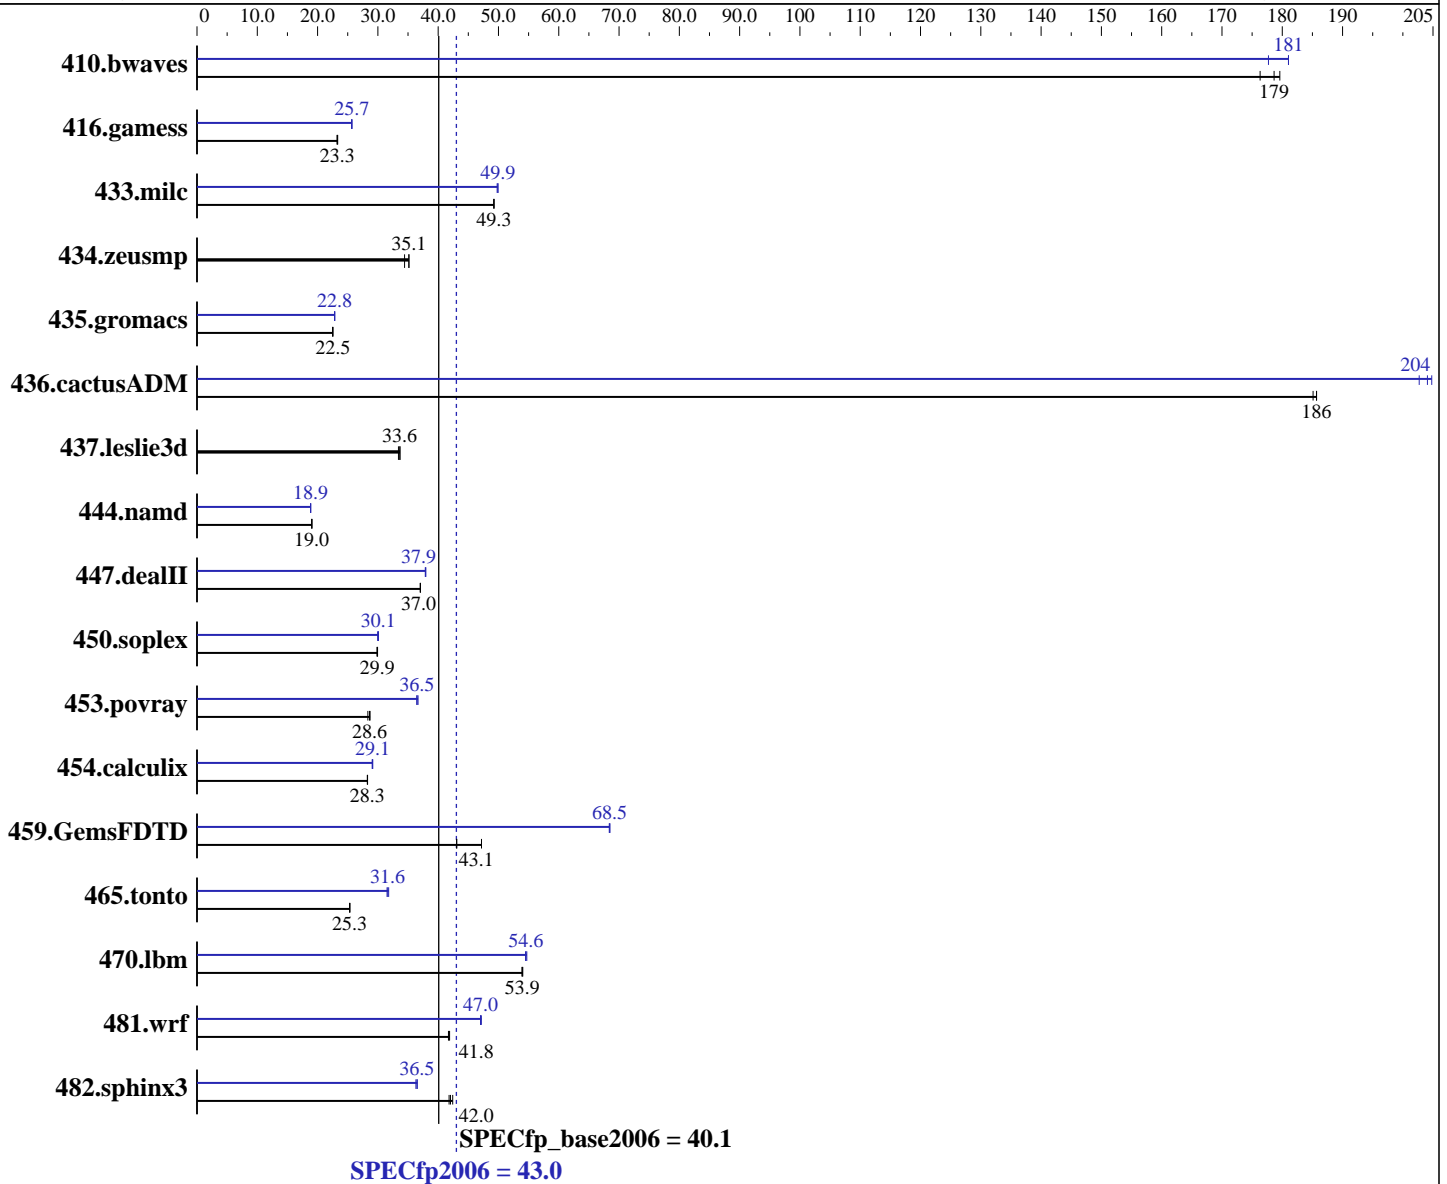 0 10.0 20.0 30.0 40.0 50.0 60.0 70.0 80.0 90.0 100 110 120 130 140 150 160 170 180 190 205
181
410.bwaves
179
25.7
416.gamess
23.3
49.9
433.milc
49.3
35.1
434.zeusmp
22.8
435.gromacs
22.5
204
436.cactusADM
186
33.6
437.leslie3d
18.9
444.namd
19.0
37.9
447.dealII
37.0
30.1
450.soplex
29.9
36.5
453.povray
28.6
29.1
454.calculix
28.3
68.5
459.GemsFDTD
43.1
31.6
465.tonto
25.3
54.6
470.lbm
53.9
47.0
481.wrf
41.8
36.5
482.sphinx3
42.0
SPECfp_base2006 = 40.1
SPECfp2006 = 43.0